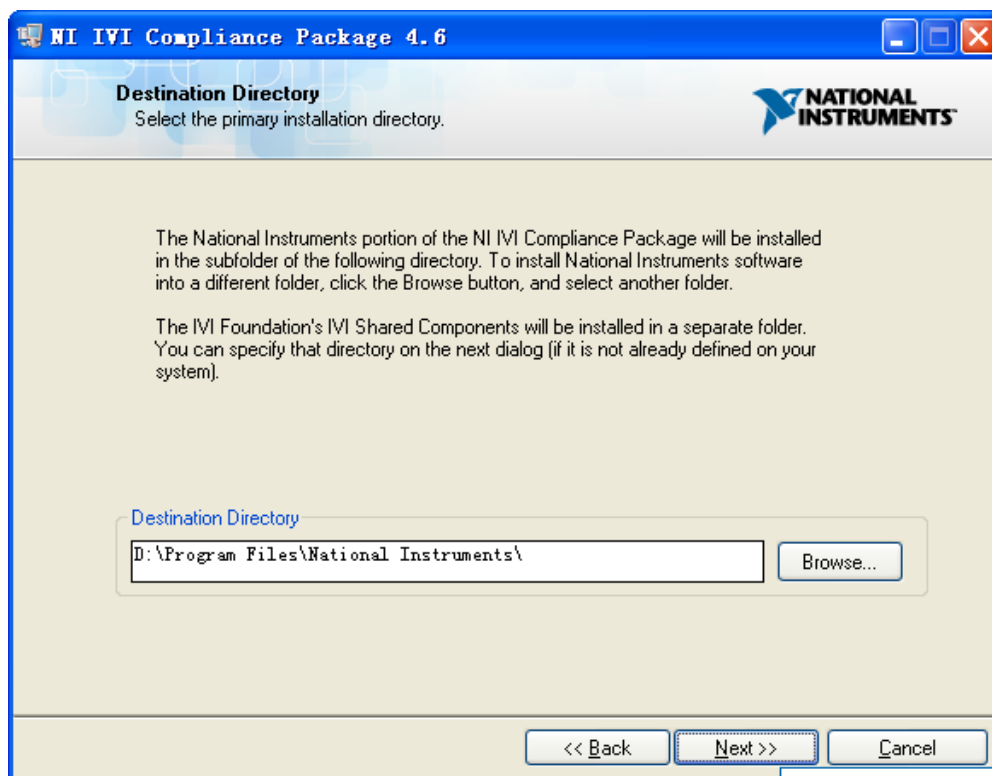 NI IVI Compliance Package 4.6
Destination Directory
Select the primary installation directory.
NATIONAL
INSTRUMENTS™
The National Instruments portion of the NI IVI Compliance Package will be installed
in the subfolder of the following directory. To install National Instruments software
into a different folder, click the Browse button, and select another folder.
The IVI Foundation's IVI Shared Components will be installed in a separate folder.
You can specify that directory on the next dialog (if it is not already defined on your
system).
Destination Directory
D:\Program Files\National Instruments\
Browse...
<< Back
Next >>
Cancel